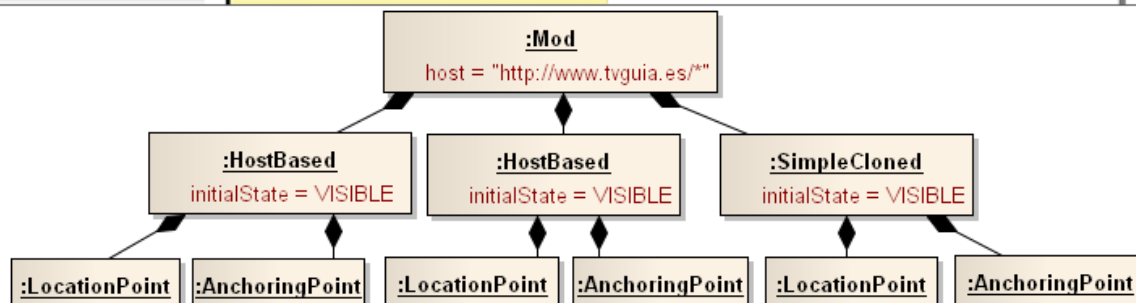 :Mod
host = "http://www.tvguia.es/*"
:HostBased
initialState = VISIBLE
:HostBased
initialState = VISIBLE
:SimpleCloned
initialState = VISIBLE
:LocationPoint
:AnchoringPoint
:LocationPoint
:AnchoringPoint
:LocationPoint
:AnchoringPoint